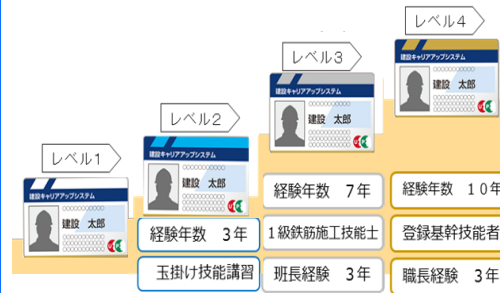 レベル1
建設キャリアアップシステム
建設 太郎
レベル2
建設キャリアアップシステム
建設 太郎
経験年数 3年
玉掛け技能講習
レベル3
建設キャリアアップシステム
建設 太郎
経験年数 7年
1級鉄筋施工技能士
班長経験 3年
レベル4
建設キャリアアップシステム
建設 太郎
経験年数 10年
登録基幹技能者
職長経験 3年